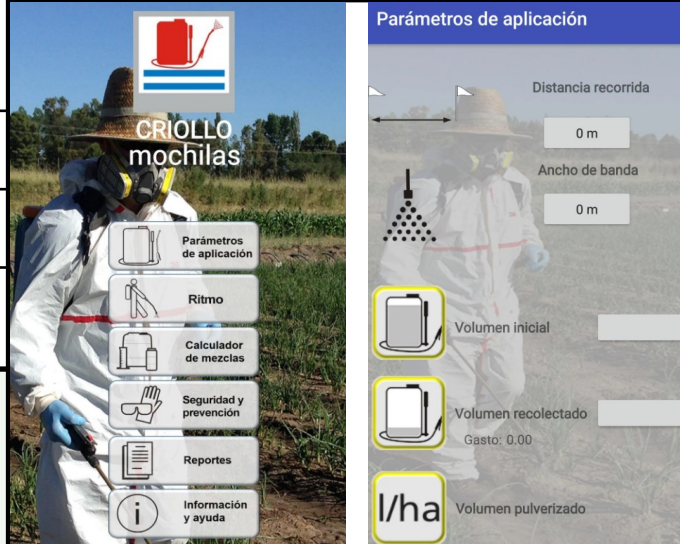 CRIOLLO
mochilas
Parámetros
de aplicación
Ritmo
Calculador
de mezclas
Seguridad y
prevención
Reportes
Información
y ayuda
Parámetros de aplicación
Distancia recorrida
0 m
Ancho de banda
0 m
Volumen inicial
Volumen recolectado
Gasto: 0.00
l/ha
Volumen pulverizado